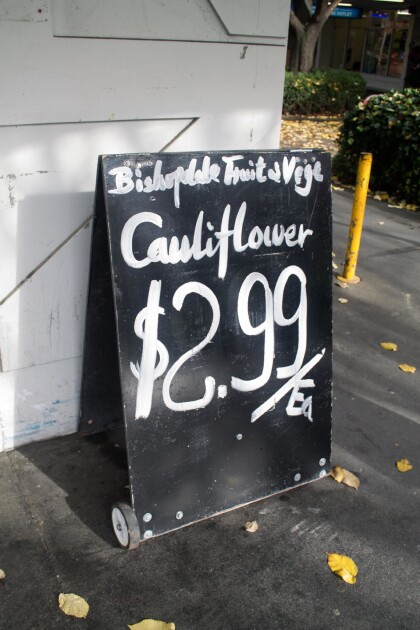 Bishopdale Fruit & Vege
Cauliflower
$2.99
/Ea